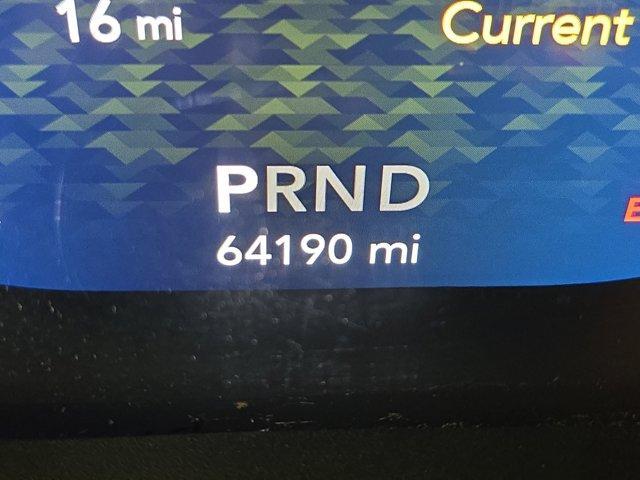 16 mi
Current
PRND
64190 mi
E